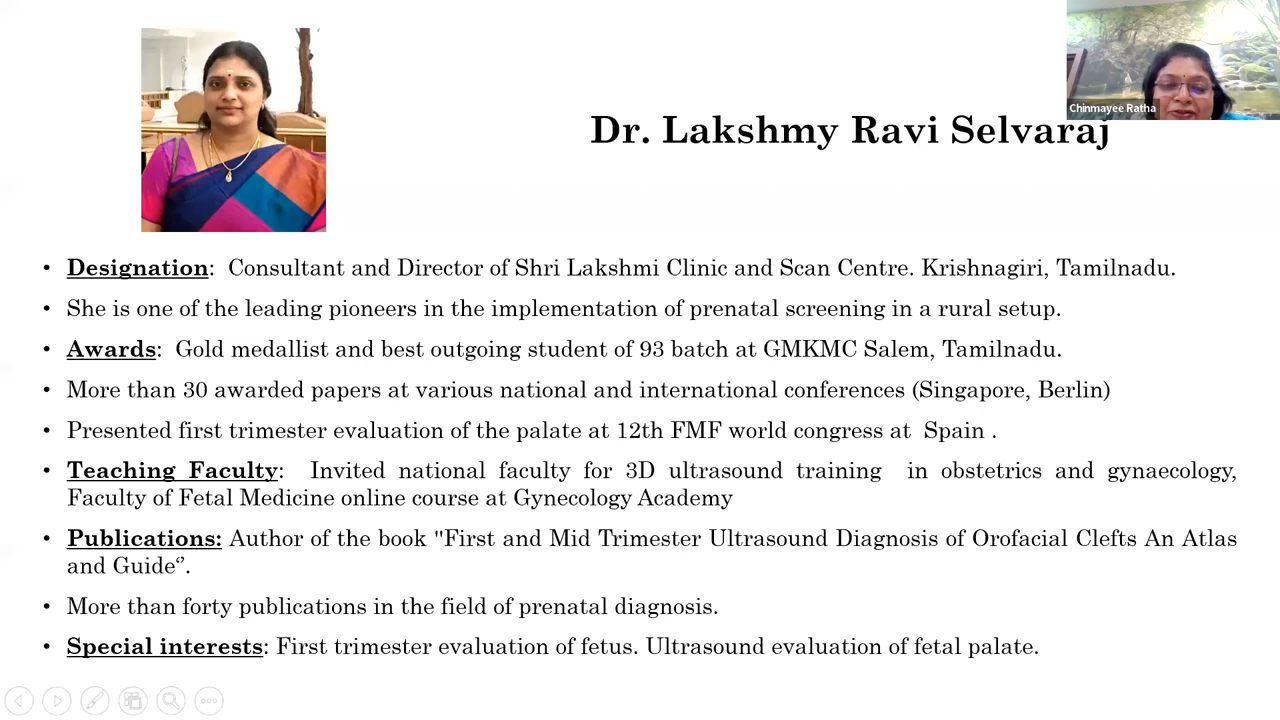 Chinmayee Ratha
Dr. Lakshmy Ravi Selvaraj
• Designation:  Consultant and Director of Shri Lakshmi Clinic and Scan Centre. Krishnagiri, Tamilnadu.
• She is one of the leading pioneers in the implementation of prenatal screening in a rural setup.
• Awards:  Gold medallist and best outgoing student of 93 batch at GMKMC Salem, Tamilnadu.
• More than 30 awarded papers at various national and international conferences (Singapore, Berlin)
• Presented first trimester evaluation of the palate at 12th FMF world congress at  Spain .
• Teaching Faculty:  Invited national faculty for 3D ultrasound training  in obstetrics and gynaecology,
Faculty of Fetal Medicine online course at Gynecology Academy
• Publications: Author of the book "First and Mid Trimester Ultrasound Diagnosis of Orofacial Clefts An Atlas
and Guide“.
• More than forty publications in the field of prenatal diagnosis.
• Special interests: First trimester evaluation of fetus. Ultrasound evaluation of fetal palate.